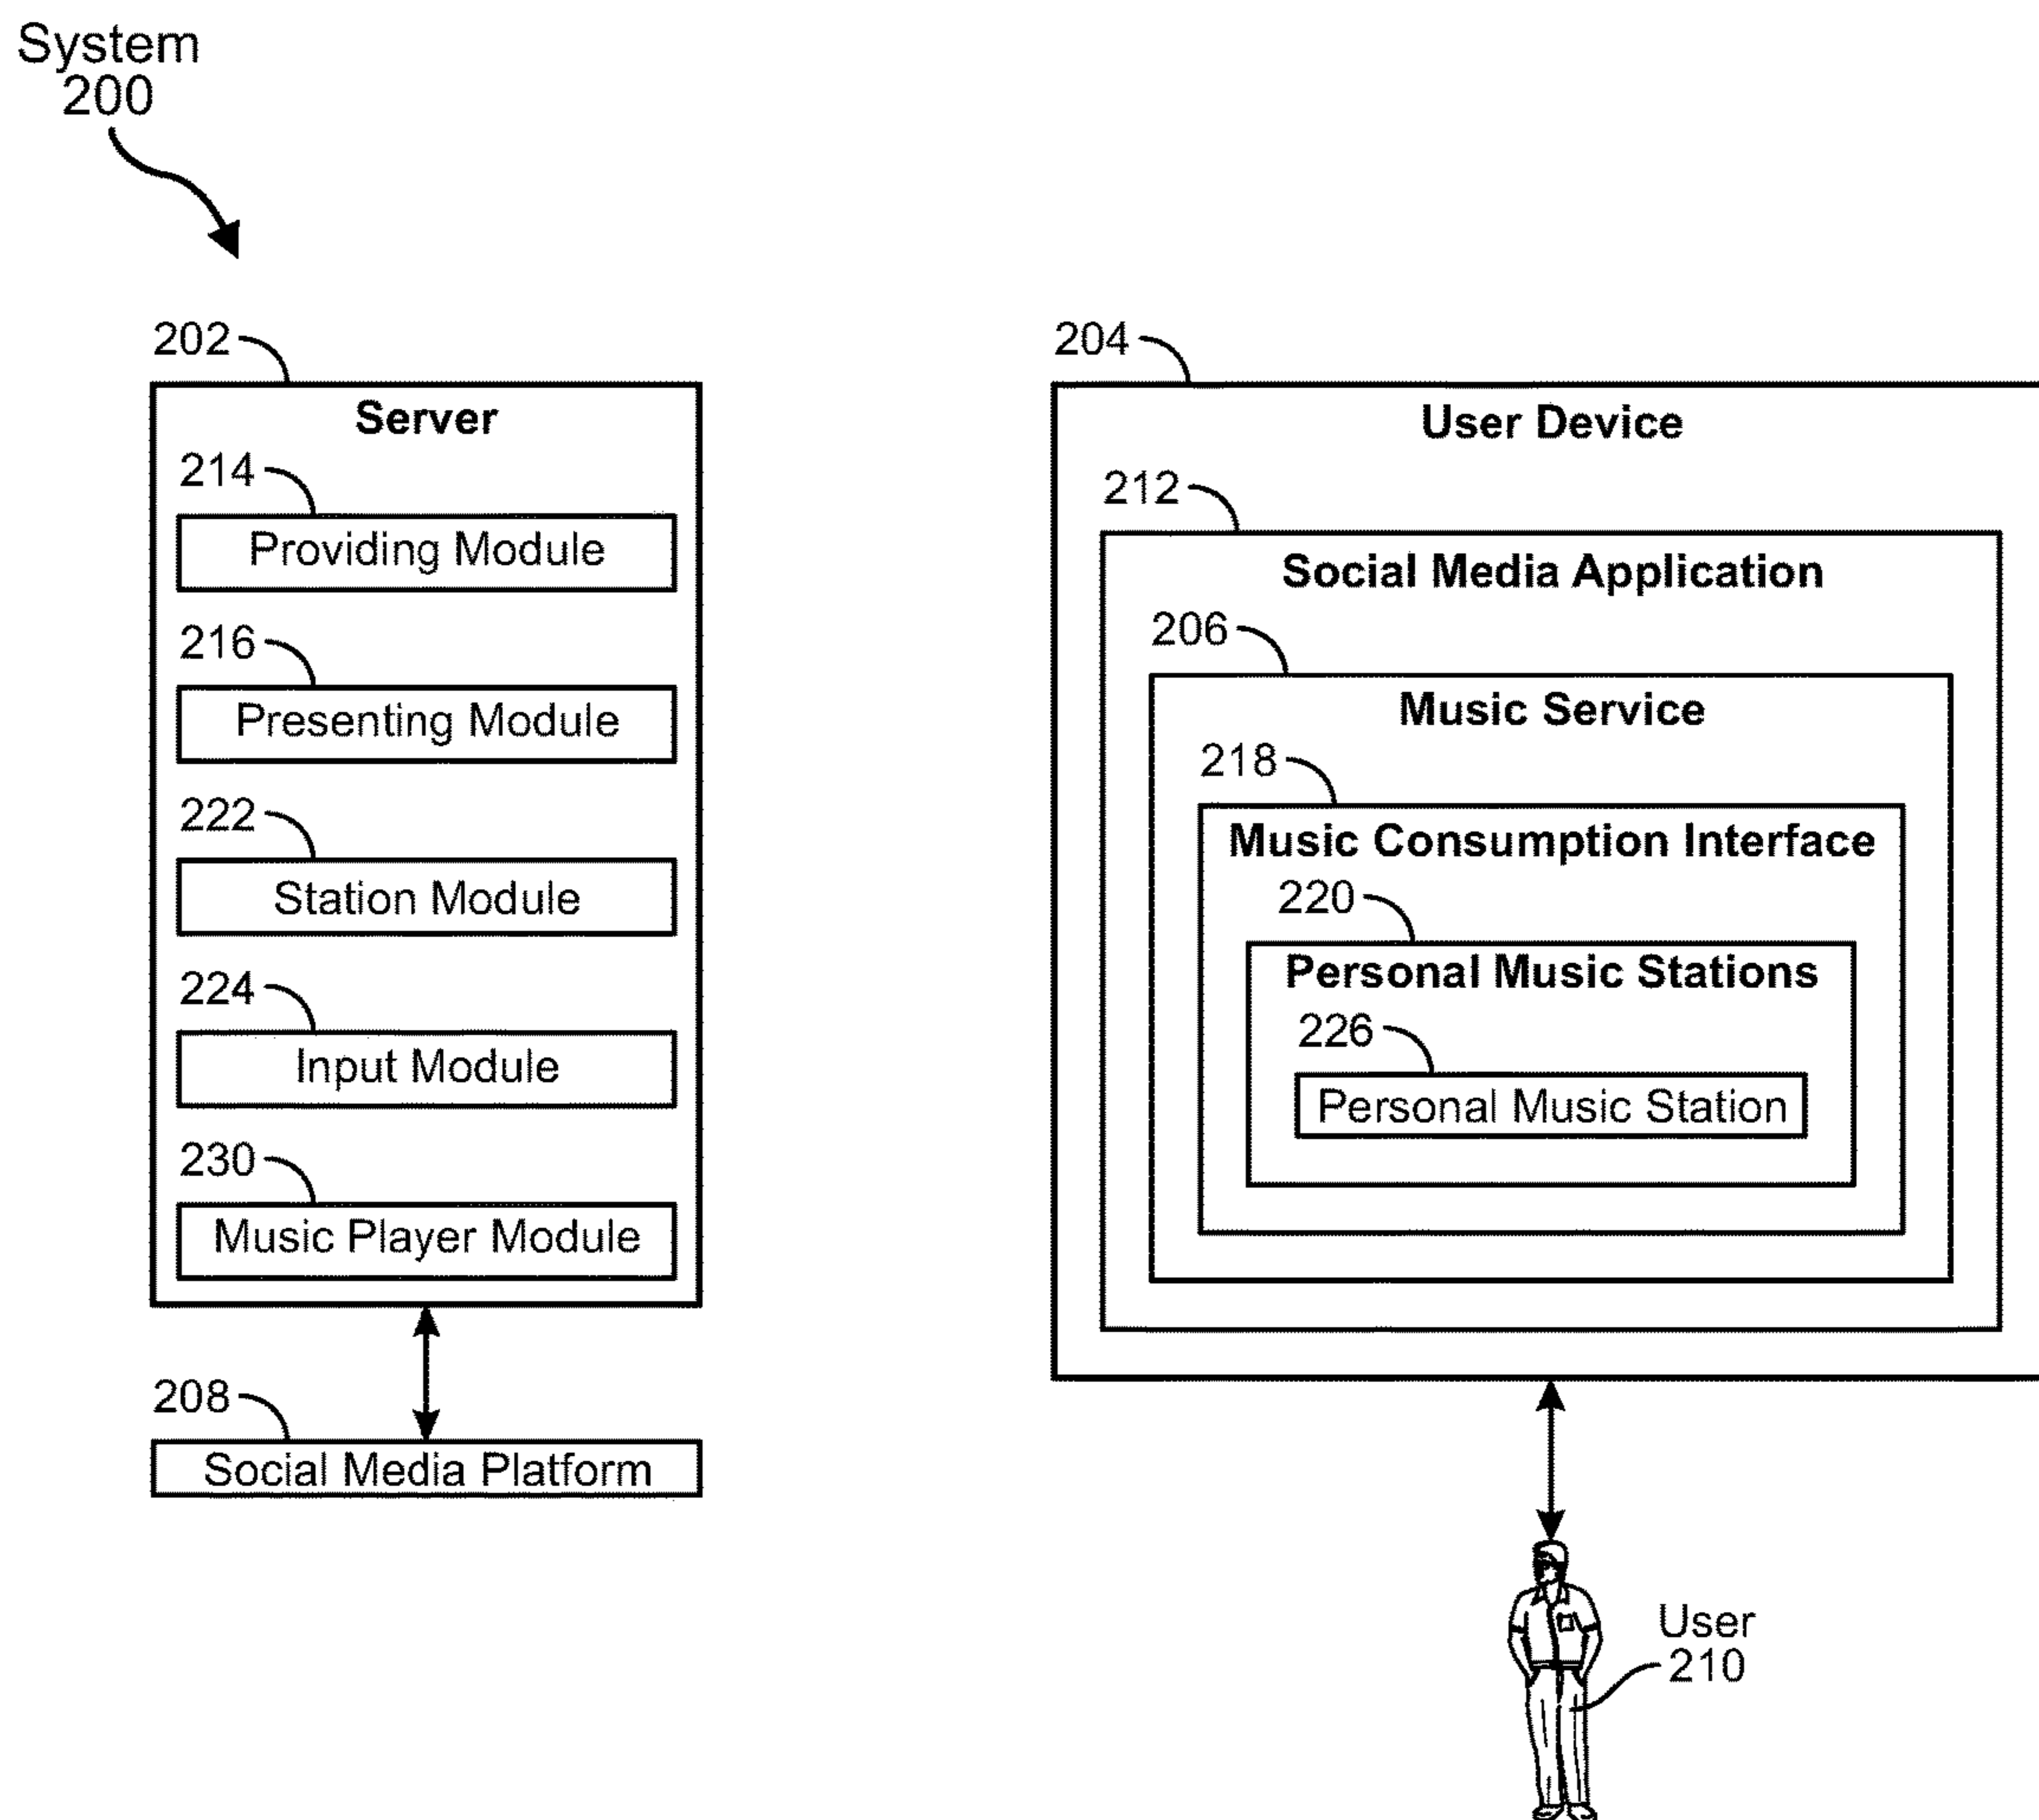 System
200
202
Server
214
Providing Module
216
Presenting Module
222
Station Module
224
Input Module
230
Music Player Module
208
Social Media Platform
204
User Device
212
Social Media Application
206
Music Service
218
Music Consumption Interface
220
Personal Music Stations
226
Personal Music Station
User
210